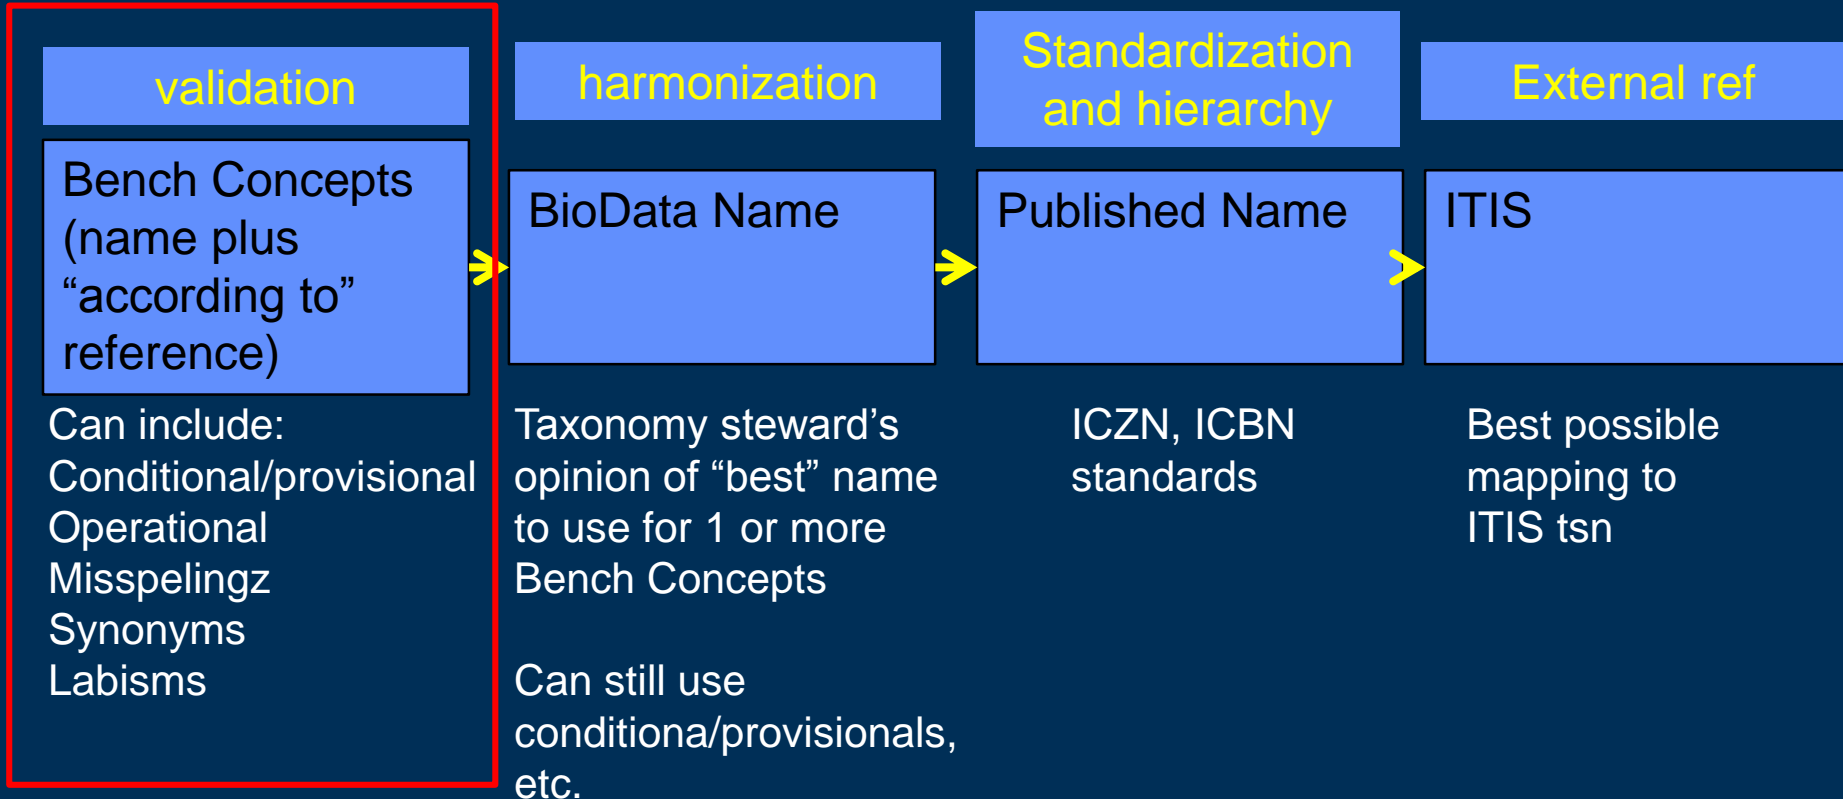 validation
Bench Concepts
(name plus
“according to”
reference)
Can include:
Conditional/provisional
Operational
Misspelingz
Synonyms
Labisms
harmonization
BioData Name
Taxonomy steward’s
opinion of “best” name
to use for 1 or more
Bench Concepts
Can still use
conditiona/provisionals,
etc.
Standardization
and hierarchy
Published Name
ICZN, ICBN
standards
External ref
ITIS
Best possible
mapping to
ITIS tsn